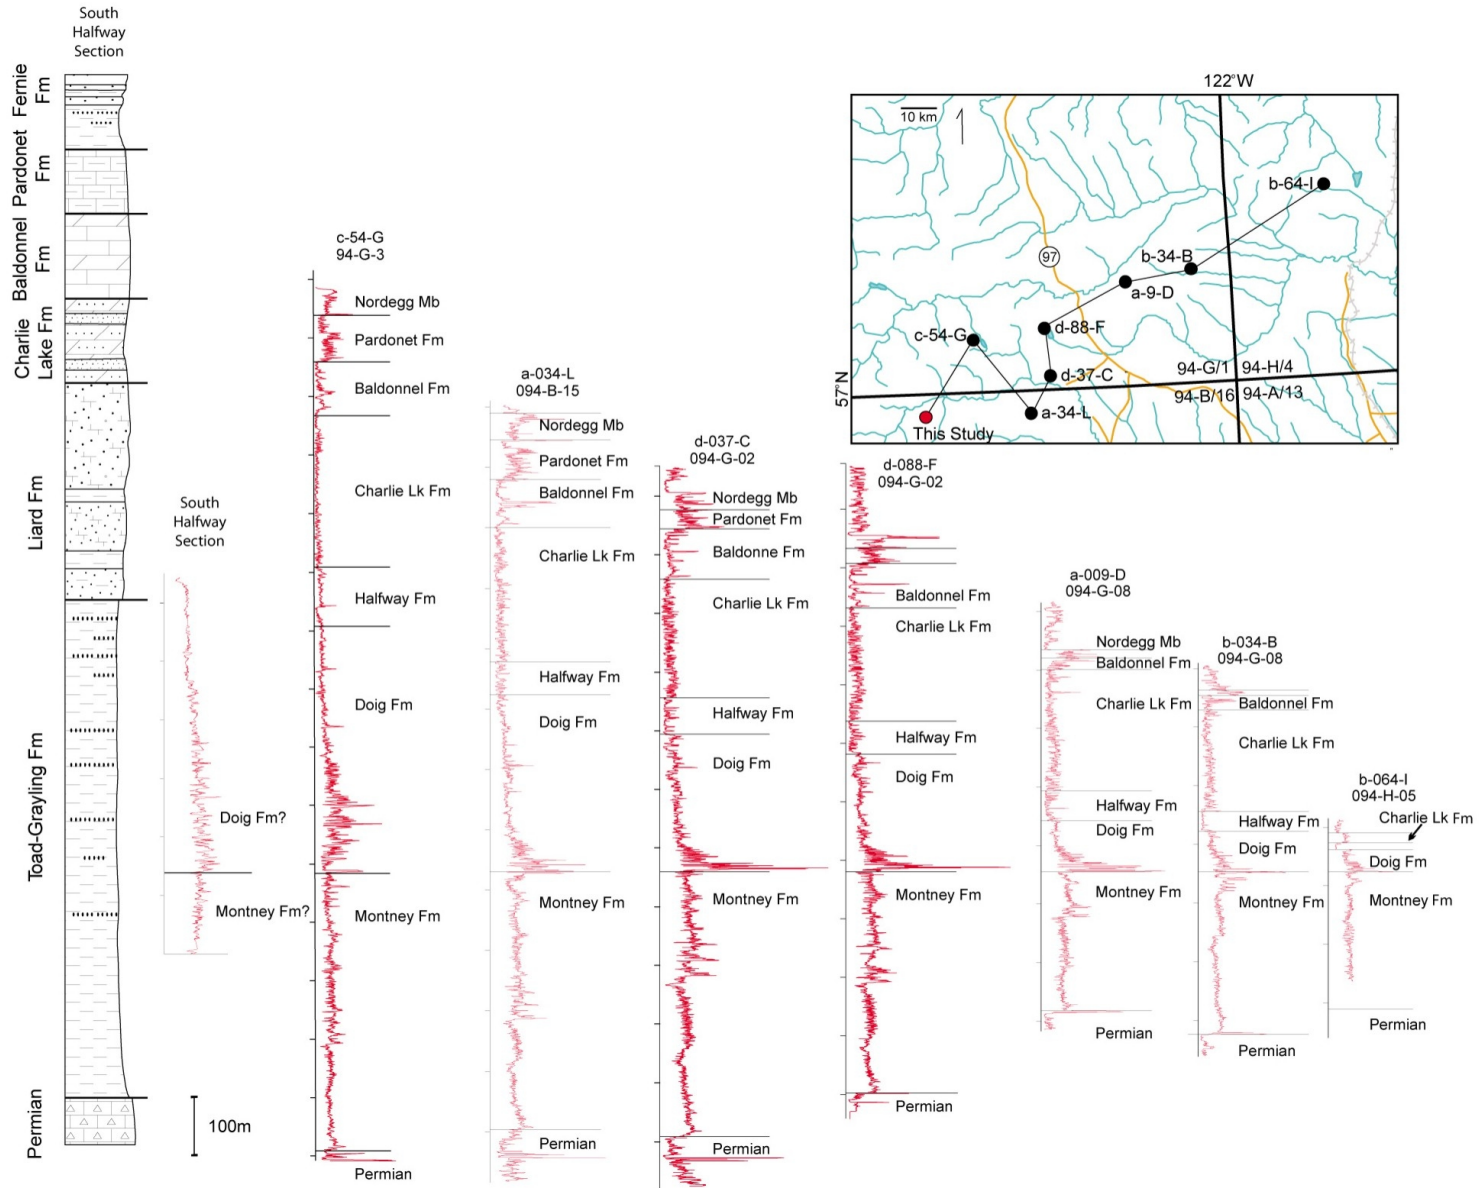 South
Halfway
Section
Fernie
Fm
Pardonet
Fm
Baldonnel
Fm
Charlie
Lake Fm
Liard Fm
Toad-Grayling Fm
Permian
100m
South
Halfway
Section
Doig Fm?
Montney Fm?
c-54-G
94-G-3
Nordegg Mb
Pardonet Fm
Baldonnel Fm
Charlie Lk Fm
Halfway Fm
Doig Fm
Montney Fm
Permian
a-034-L
094-B-15
Nordegg Mb
Pardonet Fm
Baldonnel Fm
Charlie Lk Fm
Halfway Fm
Doig Fm
Montney Fm
Permian
d-037-C
094-G-02
Nordegg Mb
Pardonet Fm
Baldonne Fm
Charlie Lk Fm
Halfway Fm
Doig Fm
Montney Fm
Permian
d-088-F
094-G-02
Baldonnel Fm
Charlie Lk Fm
Halfway Fm
Doig Fm
Montney Fm
Permian
a-009-D
094-G-08
Nordegg Mb
Baldonnel Fm
Charlie Lk Fm
Halfway Fm
Doig Fm
Montney Fm
Permian
b-034-B
094-G-08
Baldonnel Fm
Charlie Lk Fm
Halfway Fm
Doig Fm
Montney Fm
Permian
b-064-I
094-H-05
Charlie Lk Fm
Doig Fm
Montney Fm
Permian
122°W
10 km
b-64-I
97
b-34-B
a-9-D
d-88-F
c-54-G
d-37-C
94-G/1 94-H/4
57°N
94-B/16 94-A/13
a-34-L
This Study